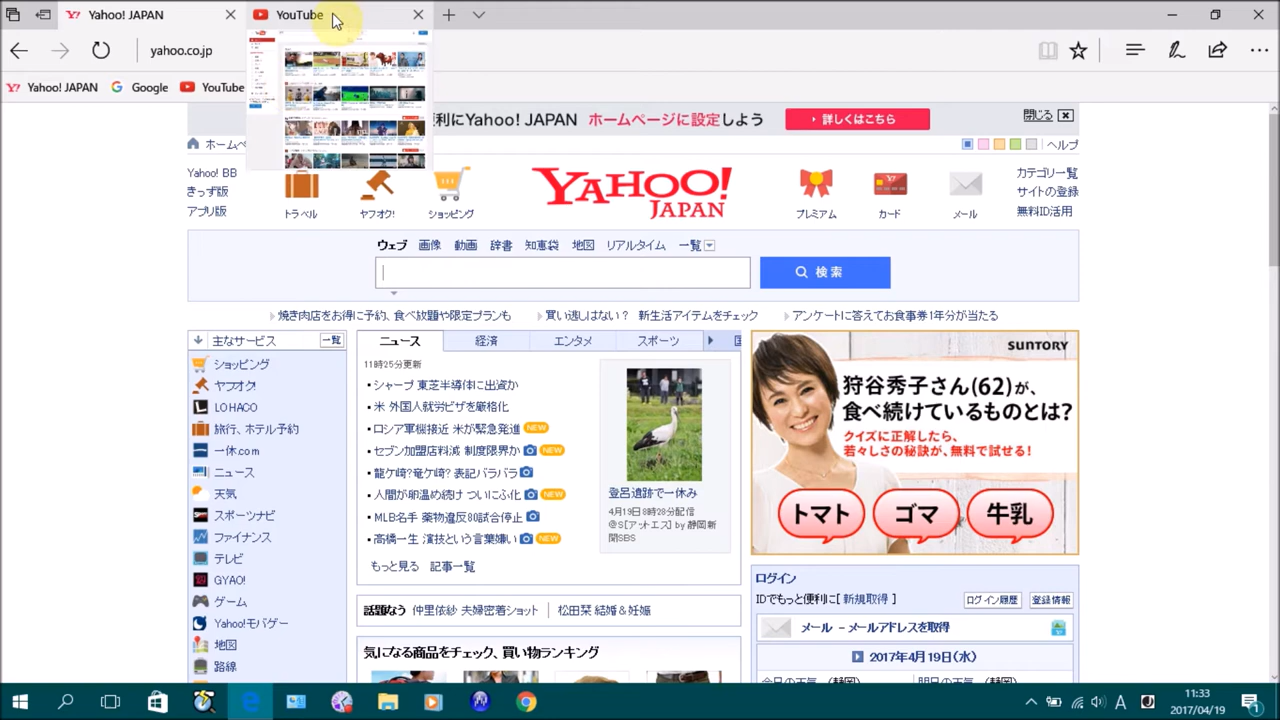 Yahoo! JAPAN
YouTube
yahoo.co.jp
Google
YouTube
利にYahoo! JAPAN ホームページに設定し
詳しくはこちら
閉じる
ヘルプ
Yahoo! BB
きっず版
アプリ版
トラベル
ヤフオク!
ショッピング
YAHOO!
JAPAN
プレミアム
カード
メール
カテゴリ一覧
サイトの登録
無料ID活用
ウェブ 画像 動画 辞書 知恵袋 地図 リアルタイム 一覧
検索
焼き肉店をお得に予約、食べ放題や限定プランも
買い逃しはない? 新生活アイテムをチェック
アンケートに答えてお食事券1年分が当たる
主なサービス 一覧
ショッピング
ヤフオク!
LOHACO
旅行、ホテル予約
一休.com
ニュース
天気
スポーツナビ
ファイナンス
テレビ
GYAO!
ゲーム
Yahoo!モバゲー
地図
路線
ニュース 経済 エンタメ スポーツ
11時25分更新
シャープ 東芝半導体に出資か
米 外国人就労ビザを厳格化
ロシア軍機接近 米が緊急発進 NEW
セブン加盟店料減 制度限界か NEW
龍ケ崎?竜ケ崎? 表記バラバラ
人間が卵温め続け ついにふ化 NEW
MLB名手 薬物違反80試合停止
高橋一生 演技という言葉嫌い NEW
もっと見る 記事一覧
登呂遺跡で一休み
4月19日8時28分配信
@S[アットエス] by 静岡新
聞SBS
話題なう 仲里依紗 夫婦密着ショット 松田栞 結婚&妊娠
気になる商品をチェック、買い物ランキング
SUNTORY
狩谷秀子さん(62)が、
食べ続けているものとは?
クイズに正解したら、
若々しさの秘訣が、無料で試せる!
トマト
ゴマ
牛乳
ログイン
IDでもっと便利に[ 新規取得 ]
ログイン履歴
登録情報
メール - メールアドレスを取得
2017年4月19日(水)
今日の天気 (静岡)
明日の天気 (静岡)
A
11:33
2017/04/19